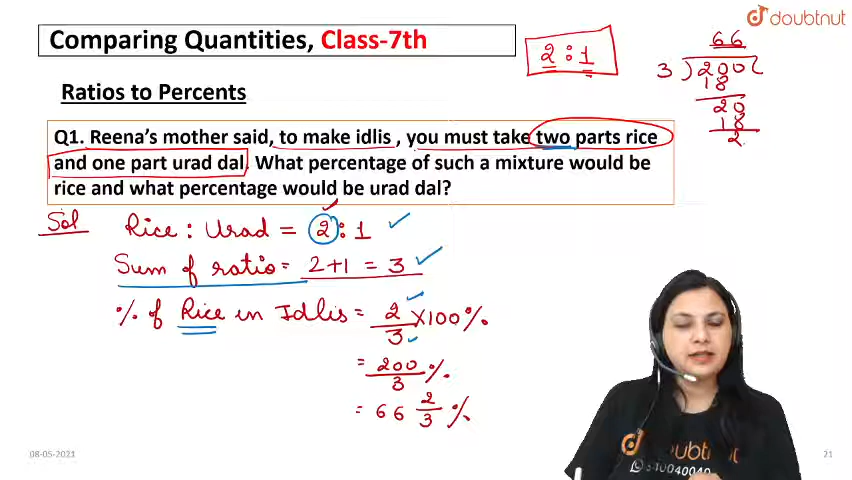 doubtnut
Comparing Quantities, Class-7th
2 : 1
66
3 ) 200 (
18
20
18
2
Ratios to Percents
Q1. Reena's mother said, to make idlis , you must take two parts rice
and one part urad dal. What percentage of such a mixture would be
rice and what percentage would be urad dal?
Sol
Rice : Urad = 2 : 1
Sum of ratio = 2+1 = 3
% of Rice in Idlis = 2/3 × 100 %
= 200/3 %
= 66 2/3 %
doubtnut
08-05-2021
21